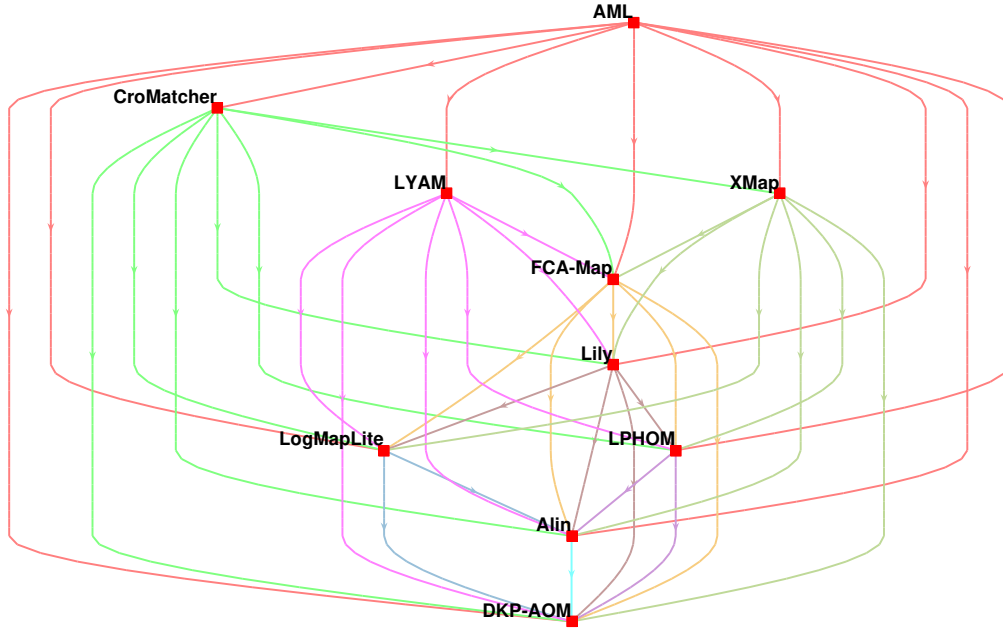 AML
CroMatcher
LYAM
XMap
FCA-Map
Lily
LogMapLite
LPHOM
Alin
DKP-AOM